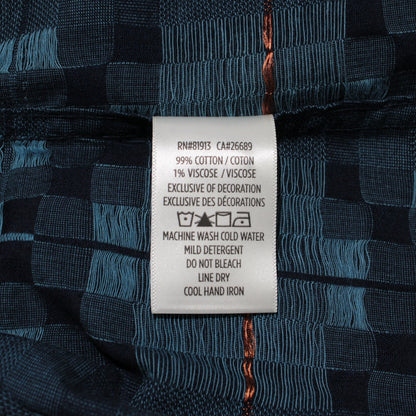 RN#81913 CA#26689
99% COTTON / COTON
1% VISCOSE / VISCOSE
EXCLUSIVE OF DECORATION
EXCLUSIVE DES DÉCORATIONS
MACHINE WASH COLD WATER
MILD DETERGENT
DO NOT BLEACH
LINE DRY
COOL HAND IRON